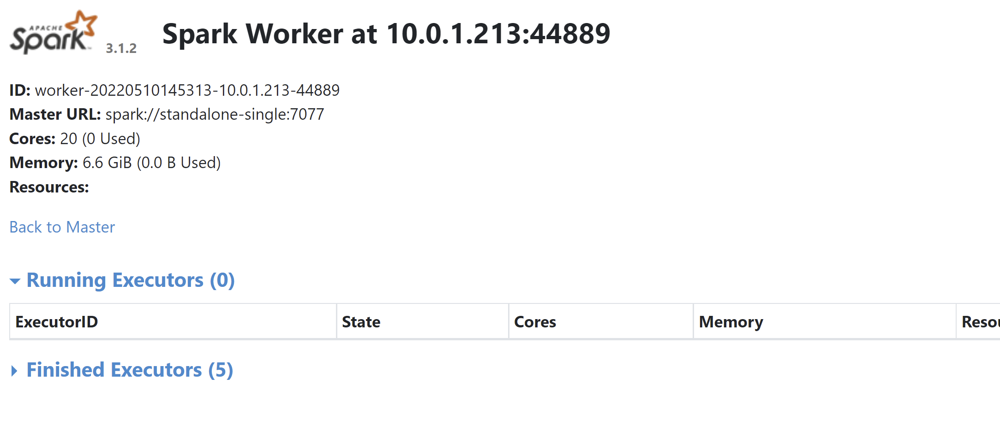 APACHE
Spark 3.1.2
Spark Worker at 10.0.1.213:44889
ID: worker-20220510145313-10.0.1.213-44889
Master URL: spark://standalone-single:7077
Cores: 20 (0 Used)
Memory: 6.6 GiB (0.0 B Used)
Resources:
Back to Master
Running Executors (0)
ExecutorID State Cores Memory
Finished Executors (5)